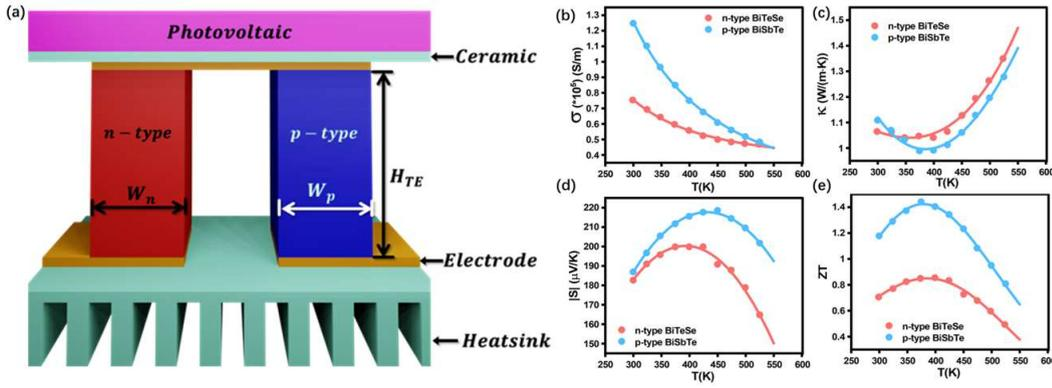 (a)
Photovoltaic
Ceramic
n - type
p - type
W_n
W_p
H_TE
Electrode
Heatsink
(b)
n-type BiTeSe
p-type BiSbTe
σ (*10⁵) (S/m)
1.3
1.2
1.1
1
0.9
0.8
0.7
0.6
0.5
0.4
250 300 350 400 450 500 550 600
T(K)
(c)
n-type BiTeSe
p-type BiSbTe
κ (W/(m·K)
1.5
1.4
1.3
1.2
1.1
1
250 300 350 400 450 500 550 600
T(K)
(d)
|S| (μV/K)
220
210
200
190
180
170
160
150
n-type BiTeSe
p-type BiSbTe
250 300 350 400 450 500 550 600
T(K)
(e)
ZT
1.4
1.2
1.0
0.8
0.6
0.4
n-type BiTeSe
p-type BiSbTe
250 300 350 400 450 500 550 600
T(K)